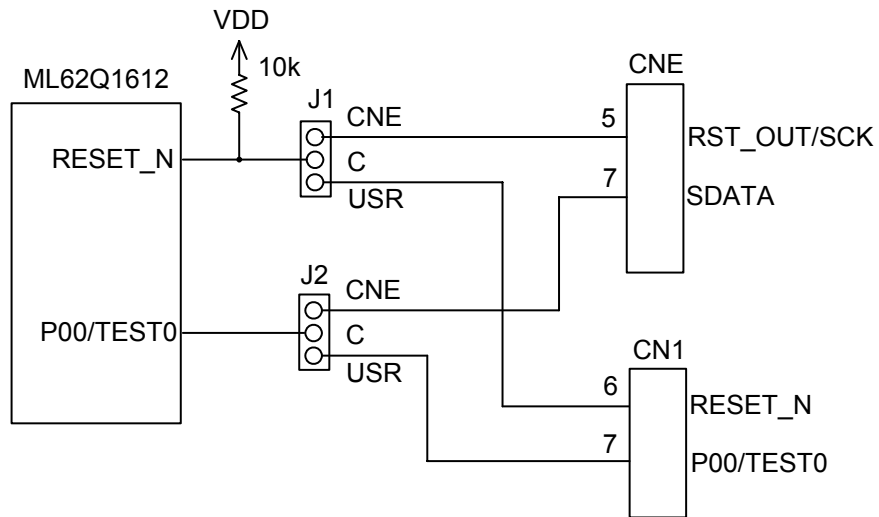 VDD
10k
ML62Q1612
RESET_N
P00/TEST0
J1
CNE
C
USR
J2
CNE
C
USR
CNE
5
RST_OUT/SCK
7
SDATA
CN1
6
RESET_N
7
P00/TEST0